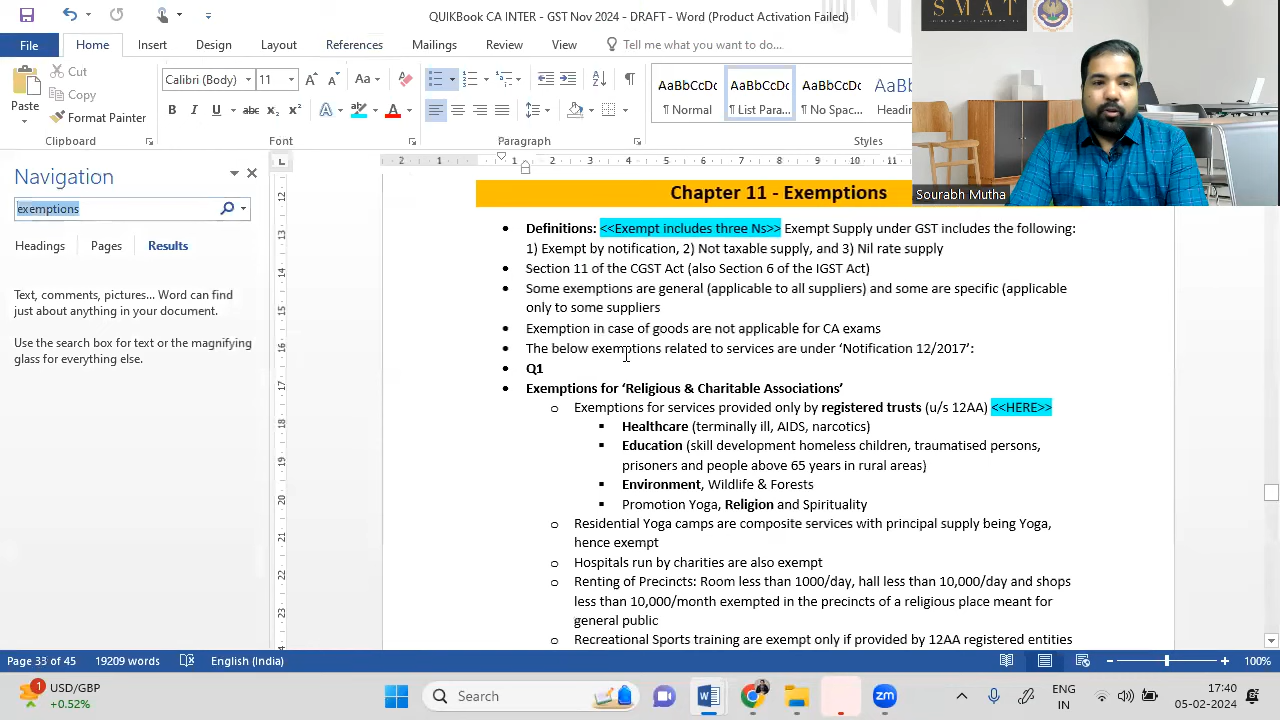 QUIKBook CA INTER - GST Nov 2024 - DRAFT - Word (Product Activation Failed)
SMAT
File Home Insert Design Layout References Mailings Review View Tell me what you want to do...
Cut
Copy
Paste
Format Painter
Calibri (Body) 11
AaBbCcDc AaBbCcDc AaBbCcDc AaBbC
¶ Normal ¶ List Para... ¶ No Spac... Heading
Clipboard Font Paragraph Styles
Sourabh Mutha
Navigation
exemptions
Headings Pages Results
Text, comments, pictures... Word can find
just about anything in your document.
Use the search box for text or the magnifying
glass for everything else.
Chapter 11 - Exemptions
• Definitions: <<Exempt includes three Ns>> Exempt Supply under GST includes the following:
1) Exempt by notification, 2) Not taxable supply, and 3) Nil rate supply
• Section 11 of the CGST Act (also Section 6 of the IGST Act)
• Some exemptions are general (applicable to all suppliers) and some are specific (applicable
only to some suppliers
• Exemption in case of goods are not applicable for CA exams
• The below exemptions related to services are under ‘Notification 12/2017’:
• Q1
• Exemptions for ‘Religious & Charitable Associations’
o Exemptions for services provided only by registered trusts (u/s 12AA) <<HERE>>
▪ Healthcare (terminally ill, AIDS, narcotics)
▪ Education (skill development homeless children, traumatised persons,
prisoners and people above 65 years in rural areas)
▪ Environment, Wildlife & Forests
▪ Promotion Yoga, Religion and Spirituality
o Residential Yoga camps are composite services with principal supply being Yoga,
hence exempt
o Hospitals run by charities are also exempt
o Renting of Precincts: Room less than 1000/day, hall less than 10,000/day and shops
less than 10,000/month exempted in the precincts of a religious place meant for
general public
o Recreational Sports training are exempt only if provided by 12AA registered entities
Page 33 of 45 19209 words English (India) 100%
1 USD/GBP
+0.52%
Search
zm
ENG
IN
17:40
05-02-2024